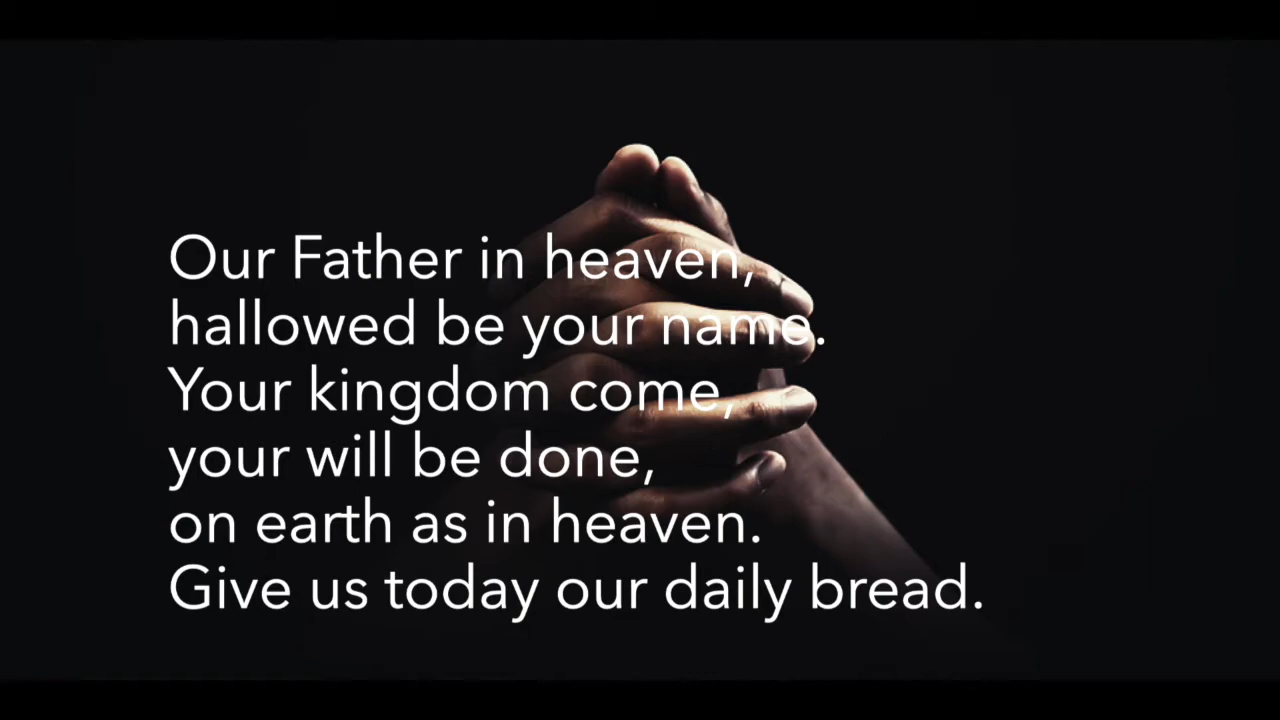 Our Father in heaven,
hallowed be your name.
Your kingdom come,
your will be done,
on earth as in heaven.
Give us today our daily bread.